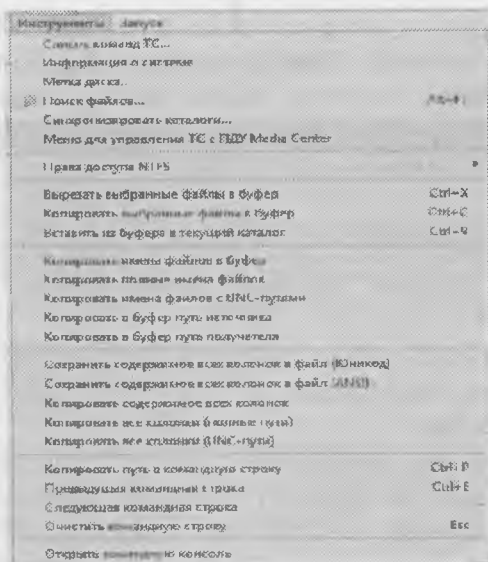 Инструменты Запуск
Список команд TC...
Информация о системе
Метка диска...
Поиск файлов...
Синхронизировать каталоги...
Меню для управления TC с ПДУ Media Center
Права доступа NTFS
Вырезать выбранные файлы в буфер Ctrl+X
Копировать выбранные файлы в буфер Ctrl+C
Вставить из буфера в текущий каталог
Копировать имена файлов в буфер
Копировать полные имена файлов
Копировать имена файлов с UNC-путями
Копировать в буфер путь источника
Копировать в буфер путь получателя
Сохранить содержимое всех колонок в файл (Юникод)
Сохранить содержимое всех колонок в файл (ANSI)
Копировать содержимое всех колонок
Копировать все колонки (полные пути)
Копировать все колонки (UNC-пути)
Копировать путь в командную строку Ctrl+P
Предыдущая командная строка Ctrl+E
Следующая командная строка
Очистить командную строку Esc
Открыть консоль